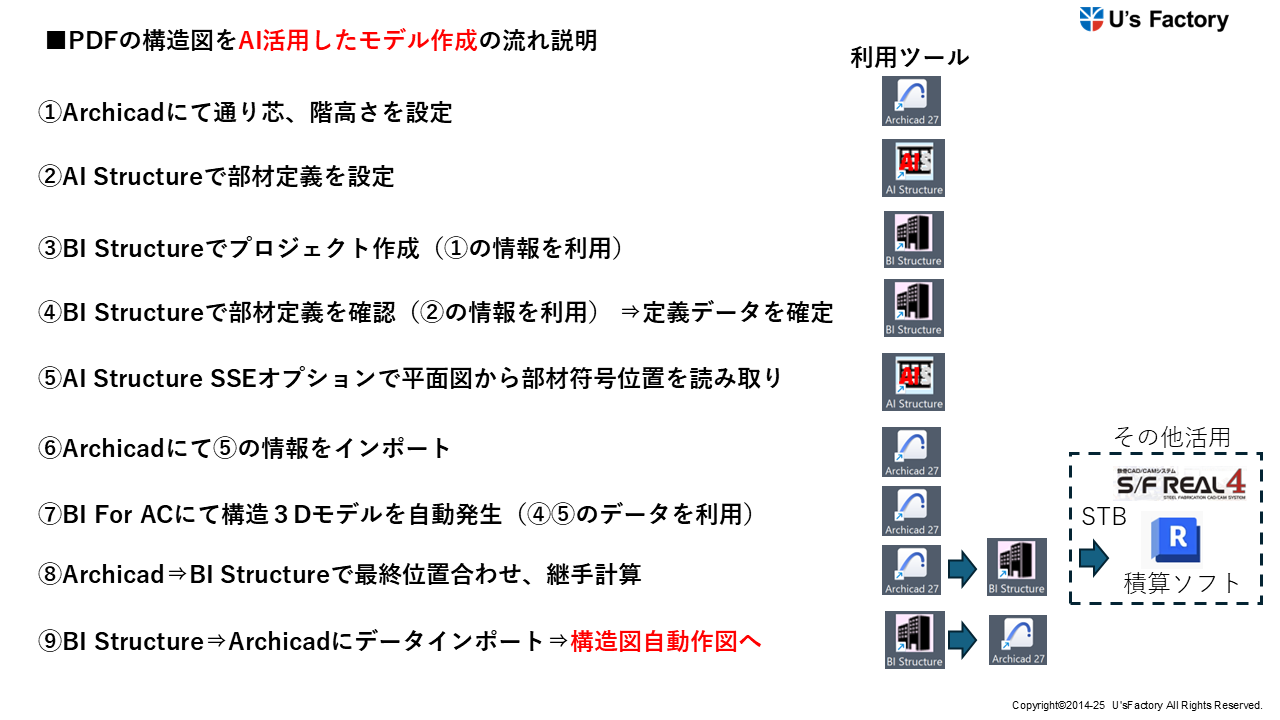 U's Factory
■PDFの構造図をAI活用したモデル作成の流れ説明
利用ツール
①Archicadにて通り芯、階高さを設定
Archicad 27
②AI Structureで部材定義を設定
AI
AI Structure
③BI Structureでプロジェクト作成（①の情報を利用）
BI Structure
④BI Structureで部材定義を確認（②の情報を利用） ⇒定義データを確定
BI Structure
⑤AI Structure SSEオプションで平面図から部材符号位置を読み取り
AI
AI Structure
⑥Archicadにて⑤の情報をインポート
Archicad 27
⑦BI For ACにて構造３Dモデルを自動発生（④⑤のデータを利用）
Archicad 27
⑧Archicad⇒BI Structureで最終位置合わせ、継手計算
Archicad 27
BI Structure
⑨BI Structure⇒Archicadにデータインポート⇒構造図自動作図へ
BI Structure
Archicad 27
その他活用
鉄骨CAD/CAMシステム
S/F REAL4
STEEL FABRICATION CAD/CAM SYSTEM
STB
R
積算ソフト
Copyright©2014-25 U'sFactory All Rights Reserved.